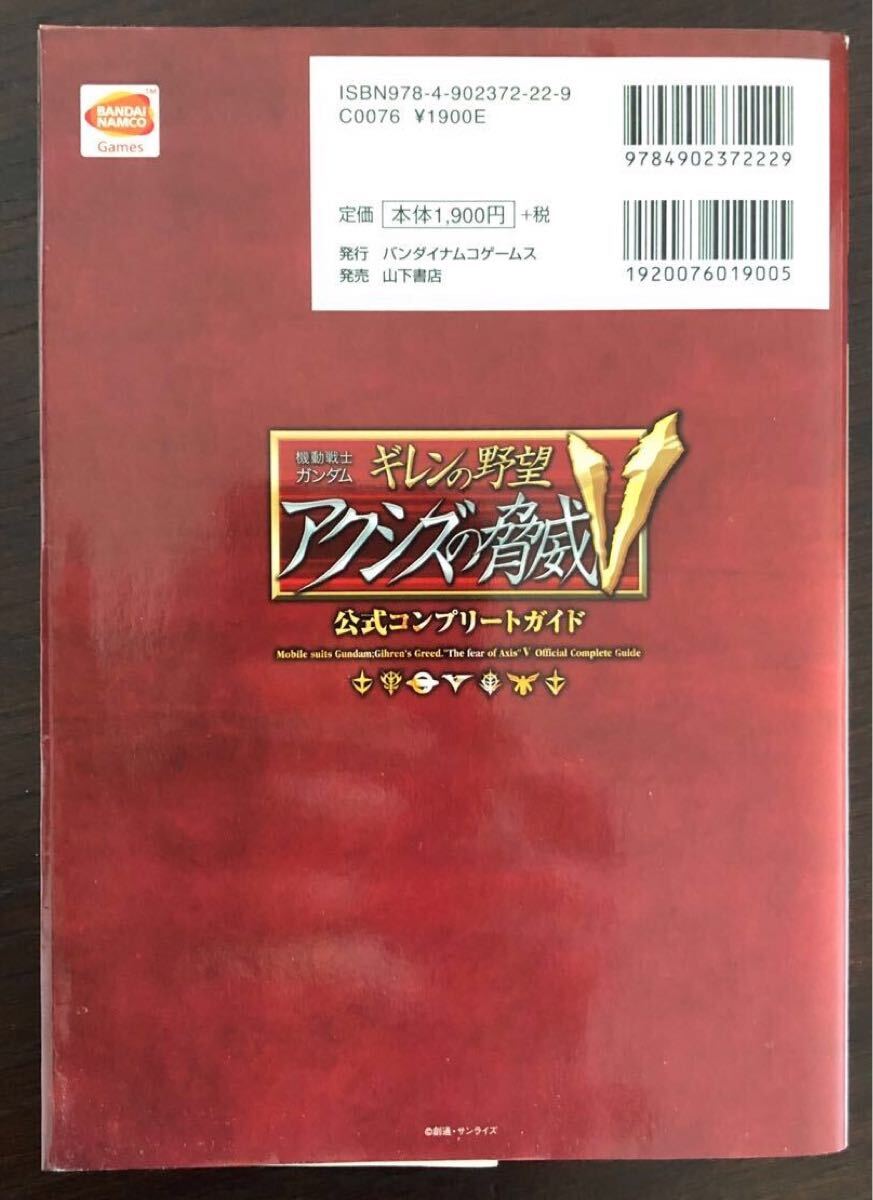 BANDAI
NAMCO
Games
TM
ISBN978-4-902372-22-9
C0076 ¥1900E
9784902372229
定価 本体1,900円 +税
発行 バンダイナムコゲームス
発売 山下書店
1920076019005
機動戦士
ガンダム
ギレンの野望
アクシズの脅威V
公式コンプリートガイド
Mobile suits Gundam;Gihren's Greed."The fear of Axis" V Official Complete Guide
©創通・サンライズ